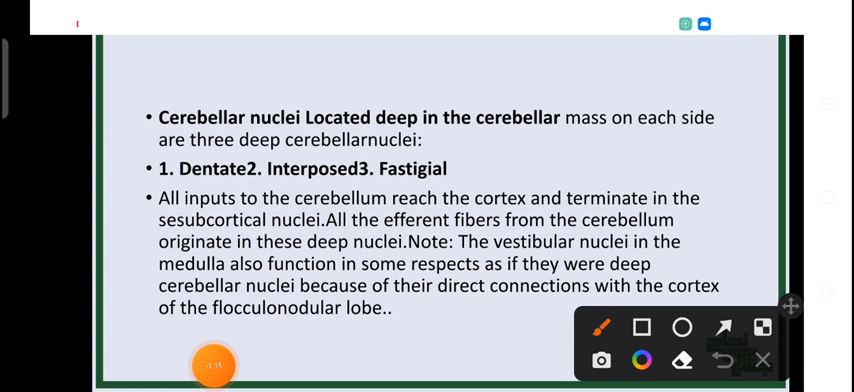 • Cerebellar nuclei Located deep in the cerebellar mass on each side
are three deep cerebellarnuclei:
• 1. Dentate2. Interposed3. Fastigial
• All inputs to the cerebellum reach the cortex and terminate in the
sesubcortical nuclei.All the efferent fibers from the cerebellum
originate in these deep nuclei.Note: The vestibular nuclei in the
medulla also function in some respects as if they were deep
cerebellar nuclei because of their direct connections with the cortex
of the flocculonodular lobe..